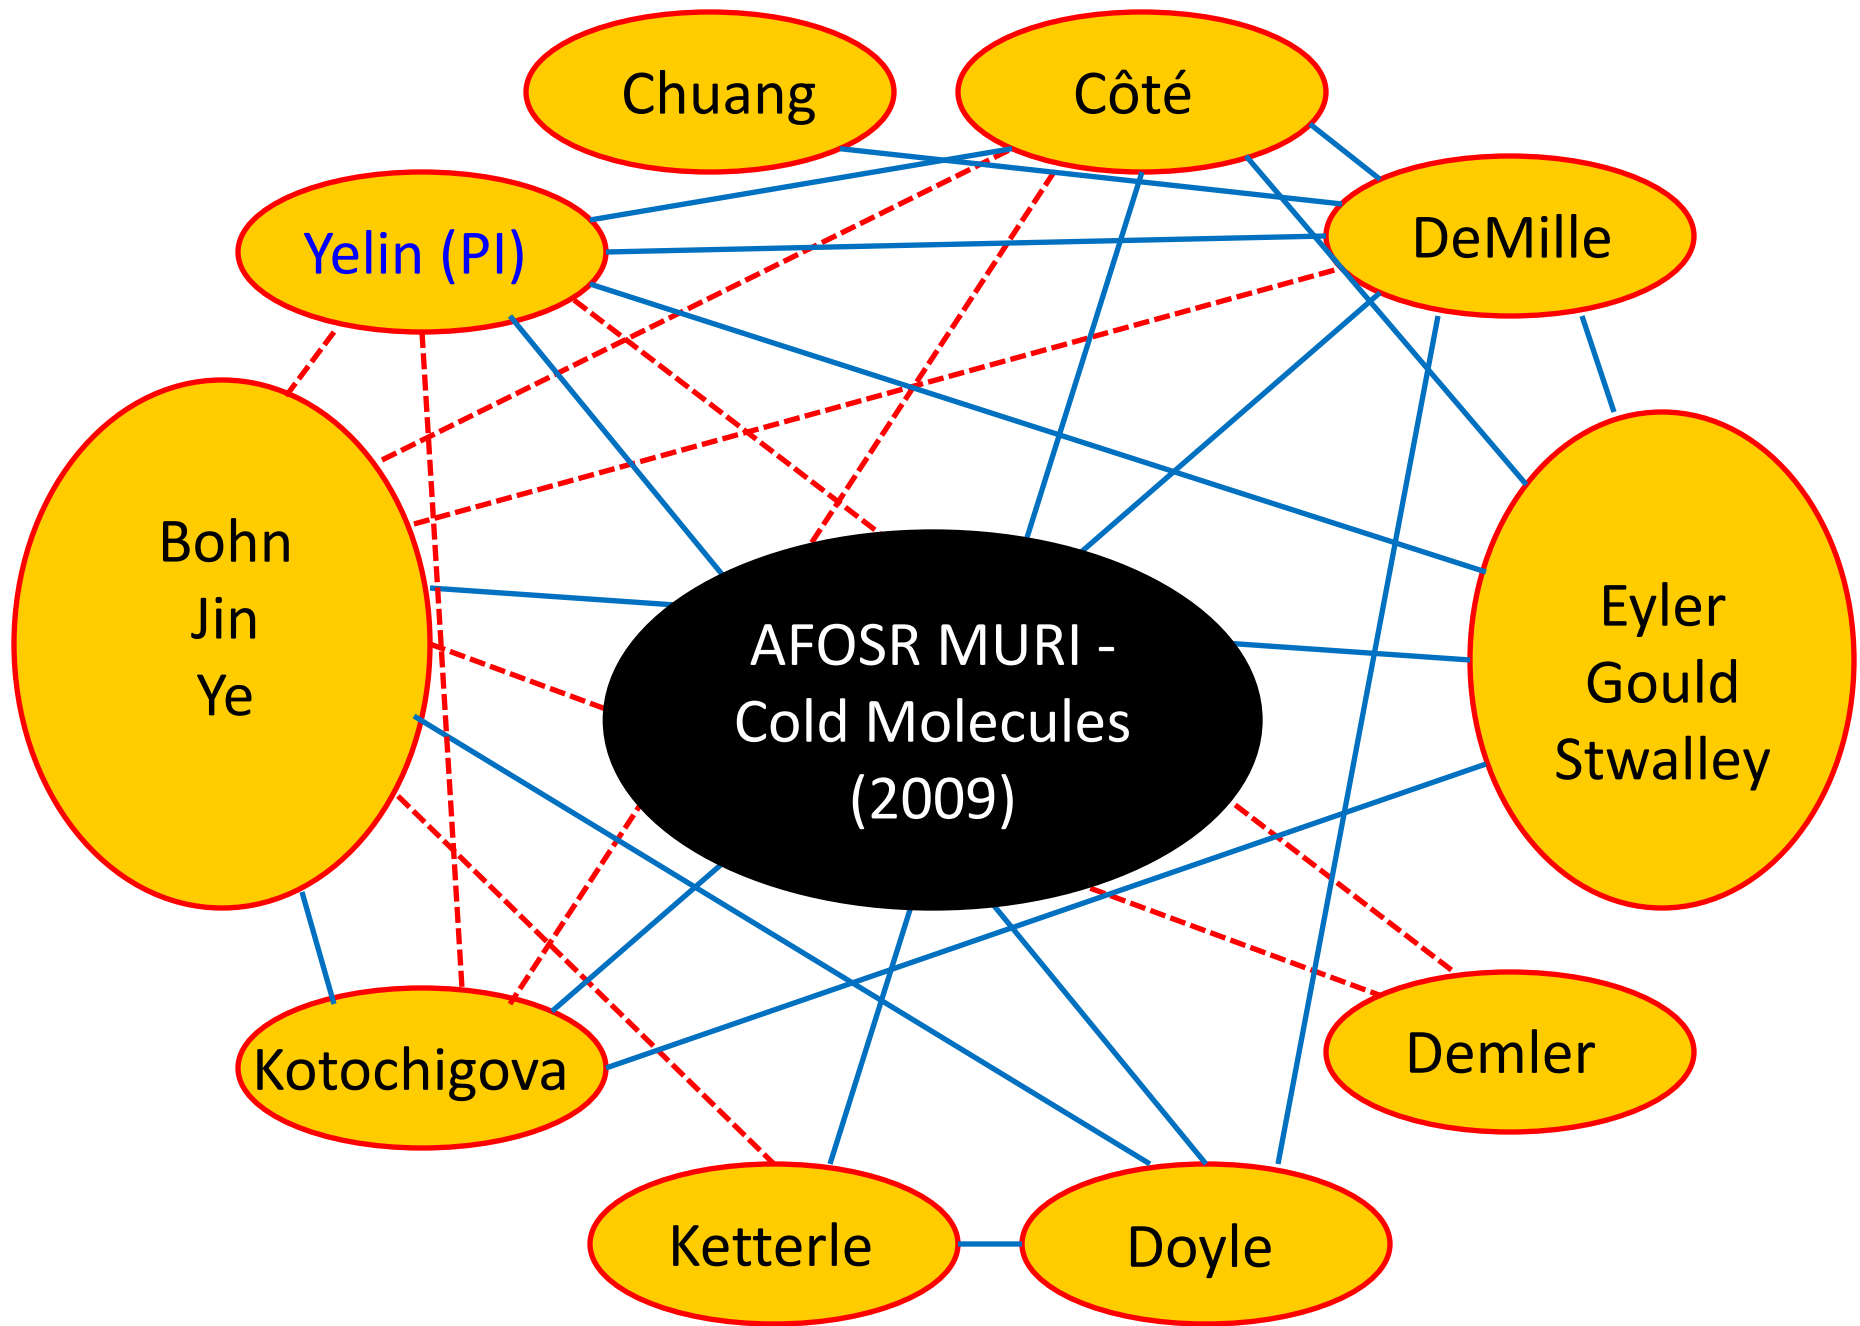 Chuang
Côté
Yelin (PI)
DeMille
Bohn
Jin
Ye
AFOSR MURI -
Cold Molecules
(2009)
Eyler
Gould
Stwalley
Kotochigova
Demler
Ketterle
Doyle